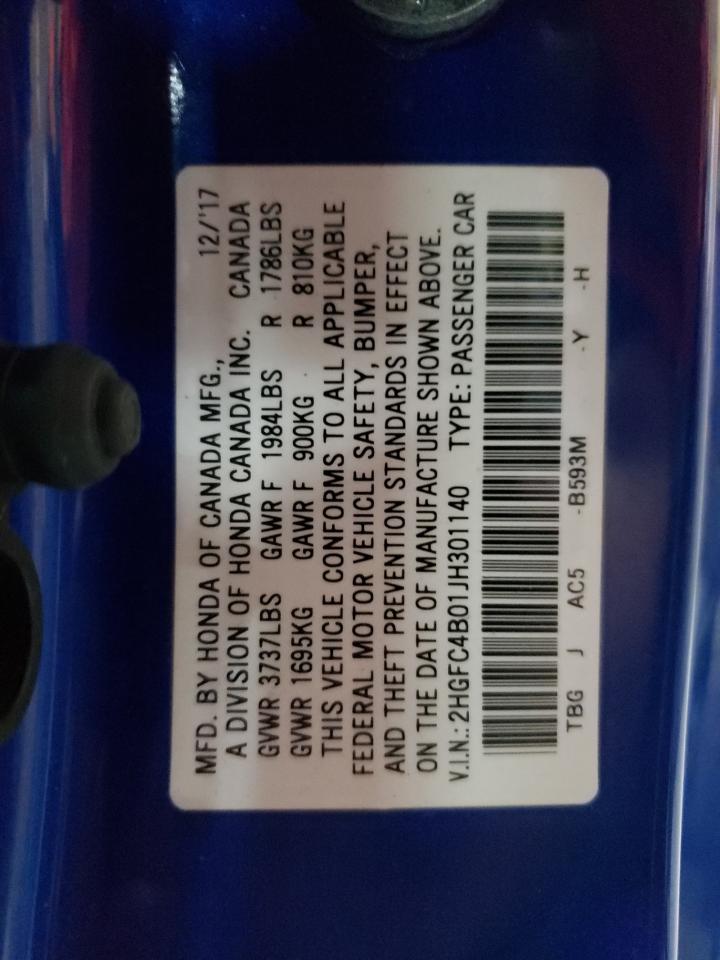 MFD. BY HONDA OF CANADA MFG., 12/'17
A DIVISION OF HONDA CANADA INC. CANADA
GVWR 3737LBS GAWR F 1984LBS R 1786LBS
GVWR 1695KG GAWR F 900KG R 810KG
THIS VEHICLE CONFORMS TO ALL APPLICABLE
FEDERAL MOTOR VEHICLE SAFETY, BUMPER,
AND THEFT PREVENTION STANDARDS IN EFFECT
ON THE DATE OF MANUFACTURE SHOWN ABOVE.
V.I.N.: 2HGFC4B01JH301140 TYPE: PASSENGER CAR
TBG J AC5 -B593M -Y -H